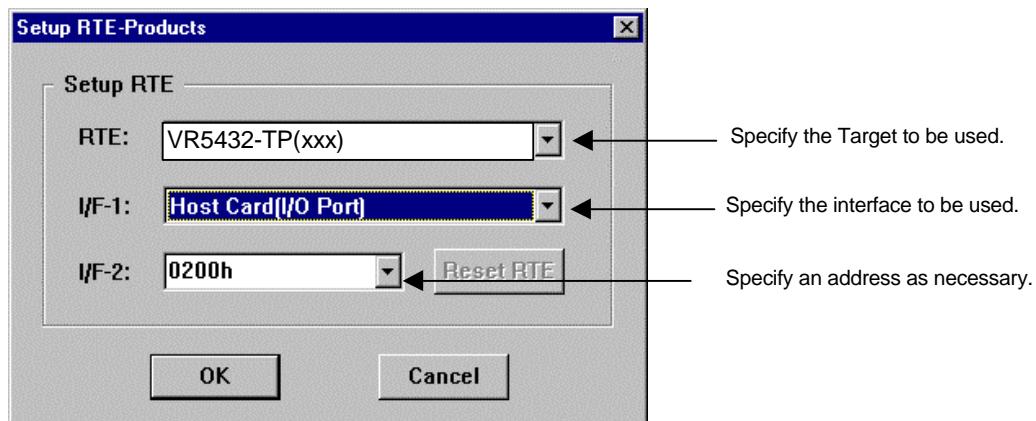 Setup RTE-Products
Setup RTE
RTE: VR5432-TP(xxx)
Specify the Target to be used.
I/F-1: Host Card(I/O Port)
Specify the interface to be used.
I/F-2: 0200h Reset RTE
Specify an address as necessary.
OK Cancel